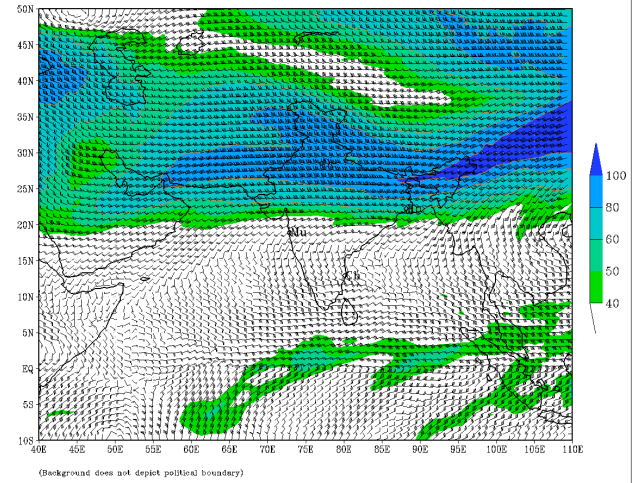 50N
45N
40N
35N
30N
25N
20N
15N
10N
5N
EQ
5S
10S
40E 45E 50E 55E 60E 65E 70E 75E 80E 85E 90E 95E 100E 105E 110E
Mu
Ch
100
80
60
50
40
(Background does not depict political boundary)